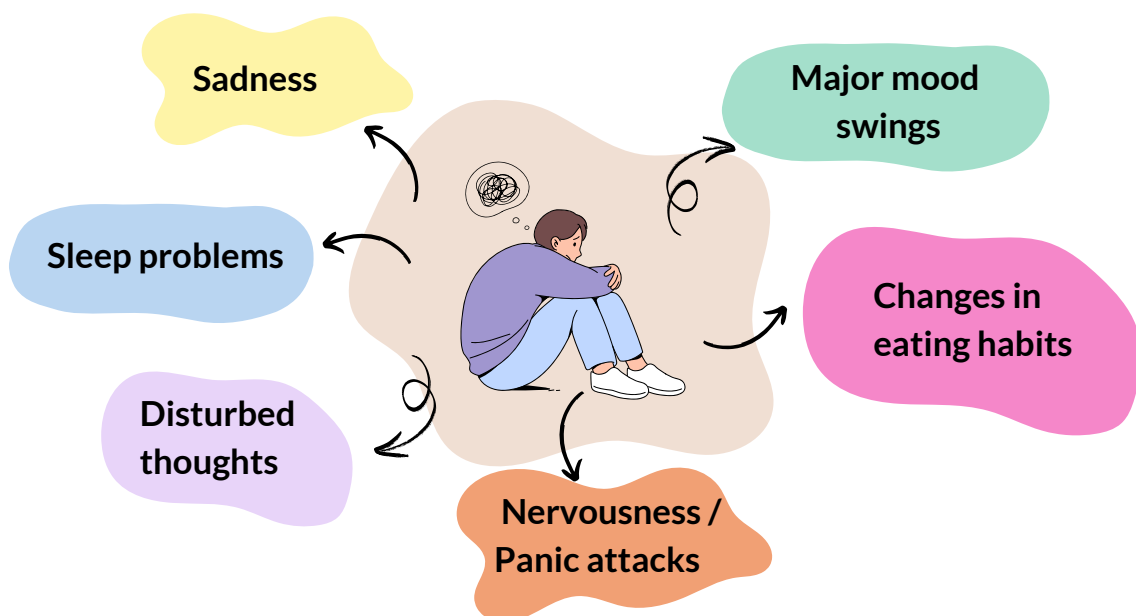 Sadness
Major mood
swings
Sleep problems
Changes in
eating habits
Disturbed
thoughts
Nervousness /
Panic attacks